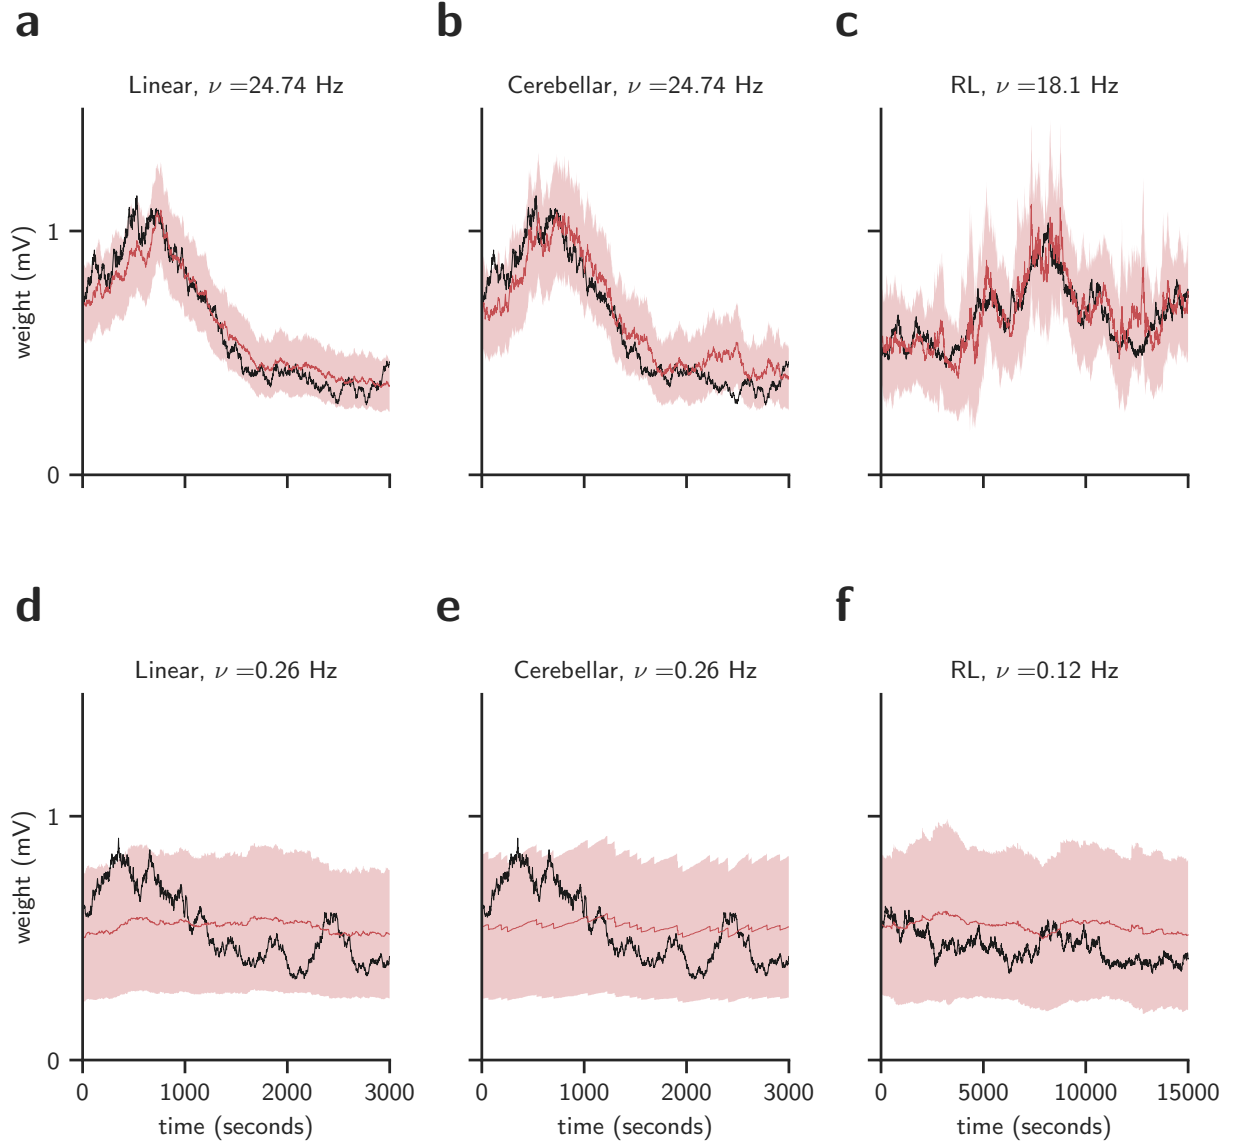 a
b
c
Linear, ν =24.74 Hz
Cerebellar, ν =24.74 Hz
RL, ν =18.1 Hz
weight (mV)
1
0
d
e
f
Linear, ν =0.26 Hz
Cerebellar, ν =0.26 Hz
RL, ν =0.12 Hz
weight (mV)
1
0
0 1000 2000 3000
0 1000 2000 3000
0 5000 10000 15000
time (seconds)
time (seconds)
time (seconds)